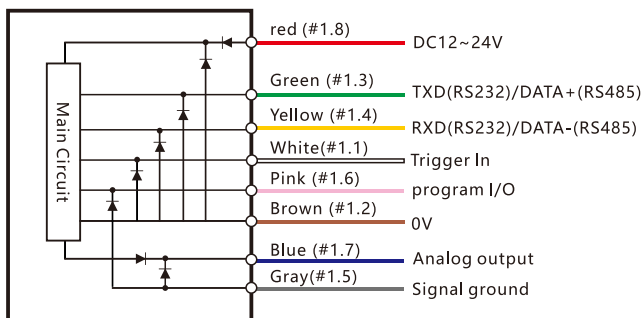 red (#1.8) DC12~24V
Green (#1.3) TXD(RS232)/DATA+(RS485)
Yellow (#1.4) RXD(RS232)/DATA-(RS485)
White(#1.1) Trigger In
Pink (#1.6) program I/O
Brown (#1.2) 0V
Blue (#1.7) Analog output
Gray(#1.5) Signal ground
Main Circuit